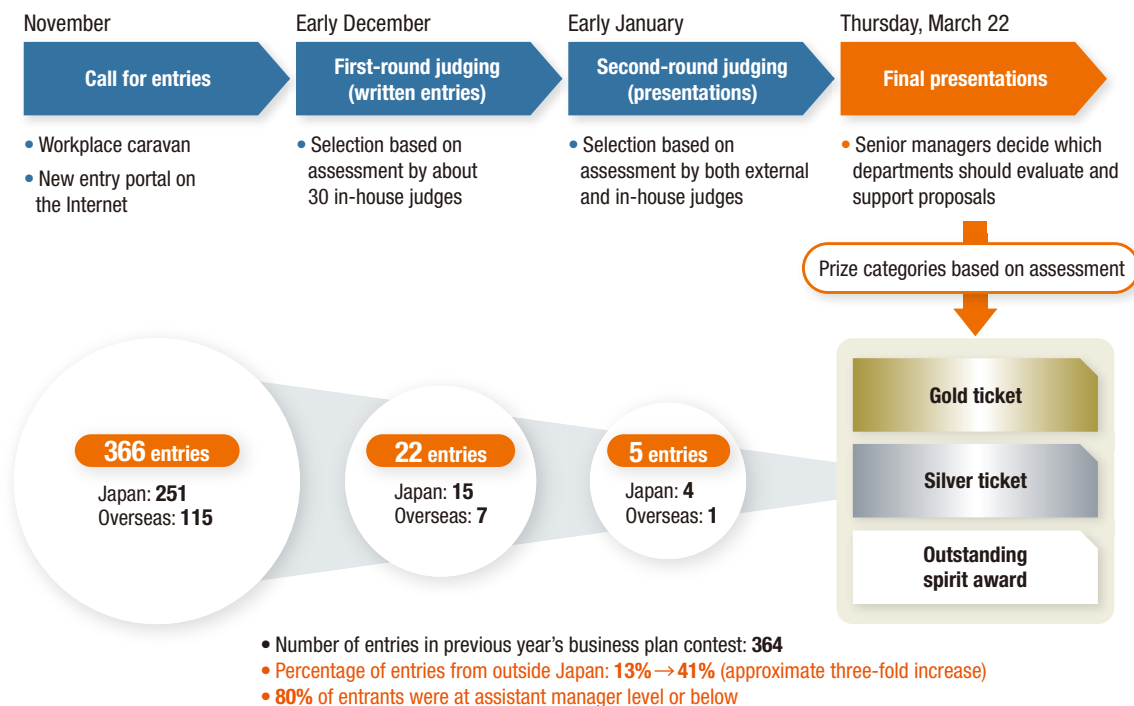 November
Call for entries
• Workplace caravan
• New entry portal on
the Internet
Early December
First-round judging
(written entries)
• Selection based on
assessment by about
30 in-house judges
Early January
Second-round judging
(presentations)
• Selection based on
assessment by both external
and in-house judges
Thursday, March 22
Final presentations
• Senior managers decide which
departments should evaluate and
support proposals
Prize categories based on assessment
366 entries
Japan: 251
Overseas: 115
22 entries
Japan: 15
Overseas: 7
5 entries
Japan: 4
Overseas: 1
Gold ticket
Silver ticket
Outstanding
spirit award
• Number of entries in previous year's business plan contest: 364
• Percentage of entries from outside Japan: 13%→41% (approximate three-fold increase)
• 80% of entrants were at assistant manager level or below